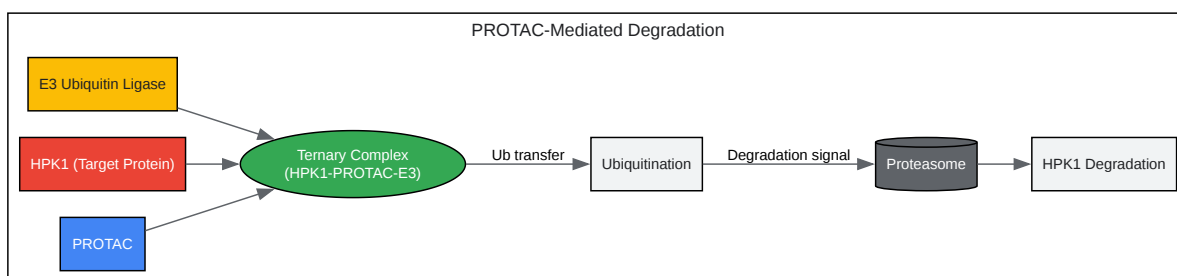 PROTAC-Mediated Degradation
E3 Ubiquitin Ligase
HPK1 (Target Protein)
PROTAC
Ternary Complex
(HPK1-PROTAC-E3)
Ub transfer
Ubiquitination
Degradation signal
Proteasome
HPK1 Degradation